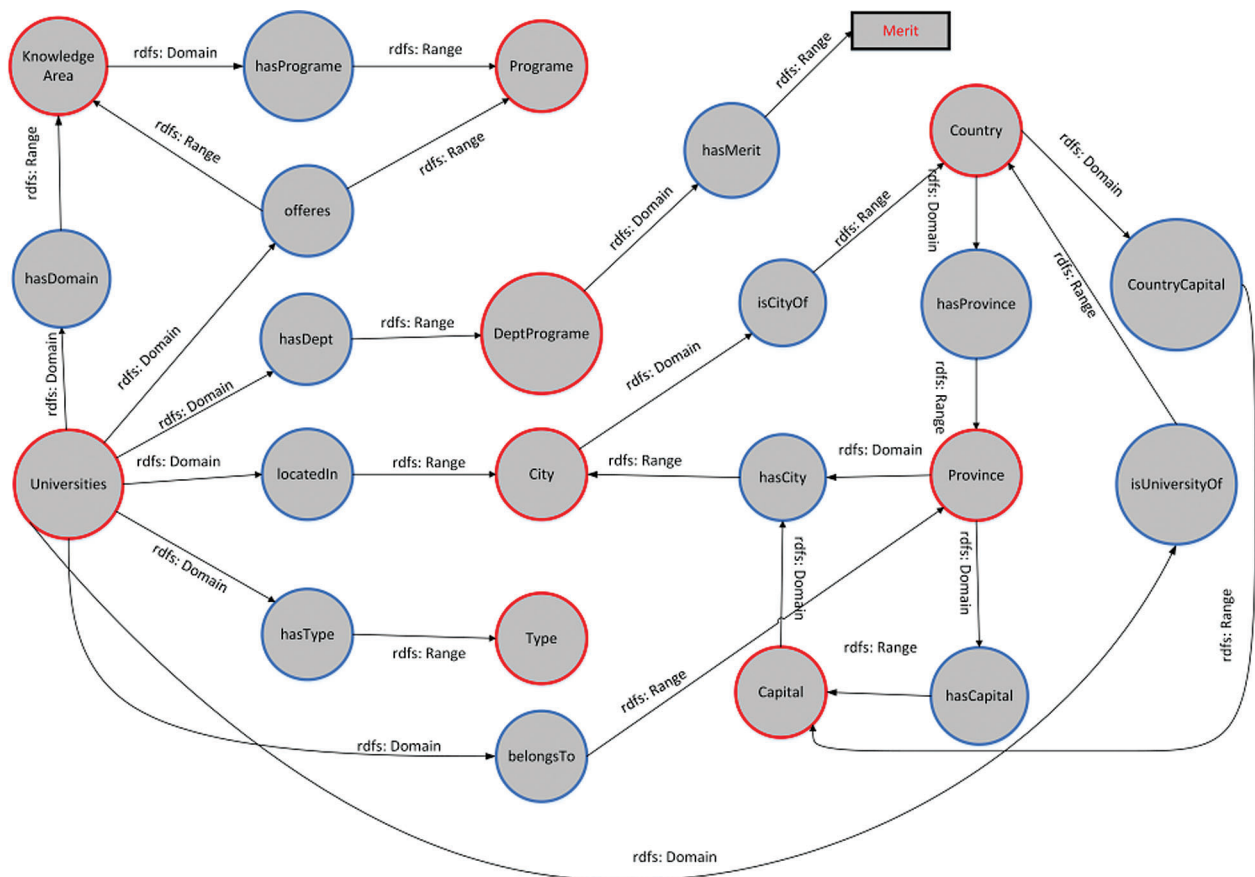 Knowledge
Area
rdfs: Domain
hasPrograme
rdfs: Range
Programe
rdfs: Range
Merit
rdfs: Range
rdfs: Range
rdfs: Range
hasMerit
Country
rdfs: Domain
offeres
rdfs: Domain
rdfs: Range
rdfs: Domain
hasDomain
rdfs: Domain
hasDept
rdfs: Range
DeptPrograme
isCityOf
hasProvince
CountryCapital
rdfs: Range
rdfs: Domain
rdfs: Domain
rdfs: Domain
rdfs: Range
Universities
rdfs: Domain
locatedIn
rdfs: Range
City
rdfs: Range
hasCity
rdfs: Domain
Province
isUniversityOf
rdfs: Domain
rdfs: Domain
rdfs: Domain
hasType
rdfs: Range
Type
rdfs: Range
rdfs: Range
Capital
rdfs: Range
hasCapital
rdfs: Domain
belongsTo
rdfs: Domain